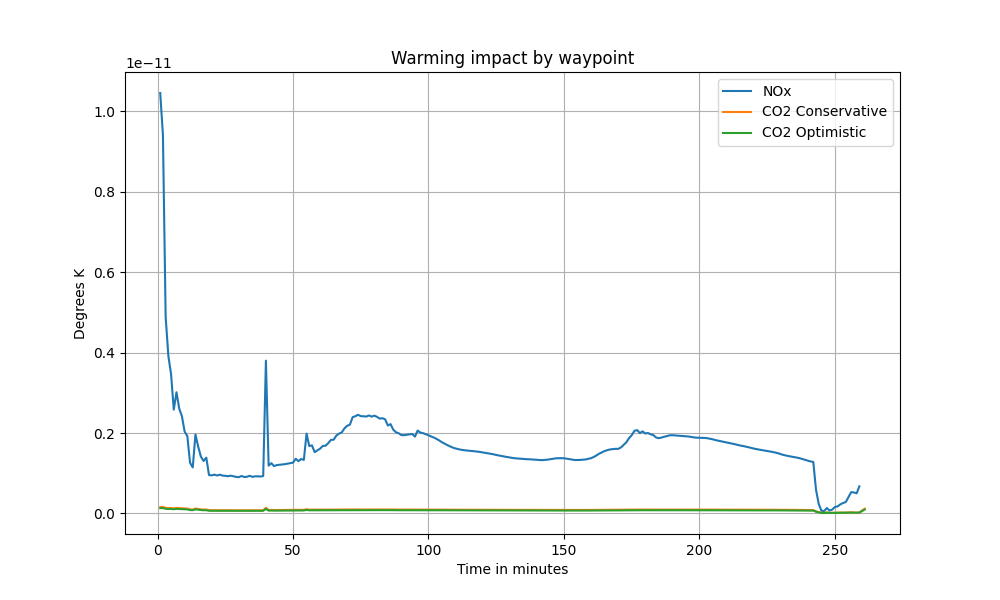 Warming impact by waypoint
1e−11
NOx
CO2 Conservative
CO2 Optimistic
1.0
0.8
0.6
0.4
0.2
0.0
Degrees K
0 50 100 150 200 250
Time in minutes